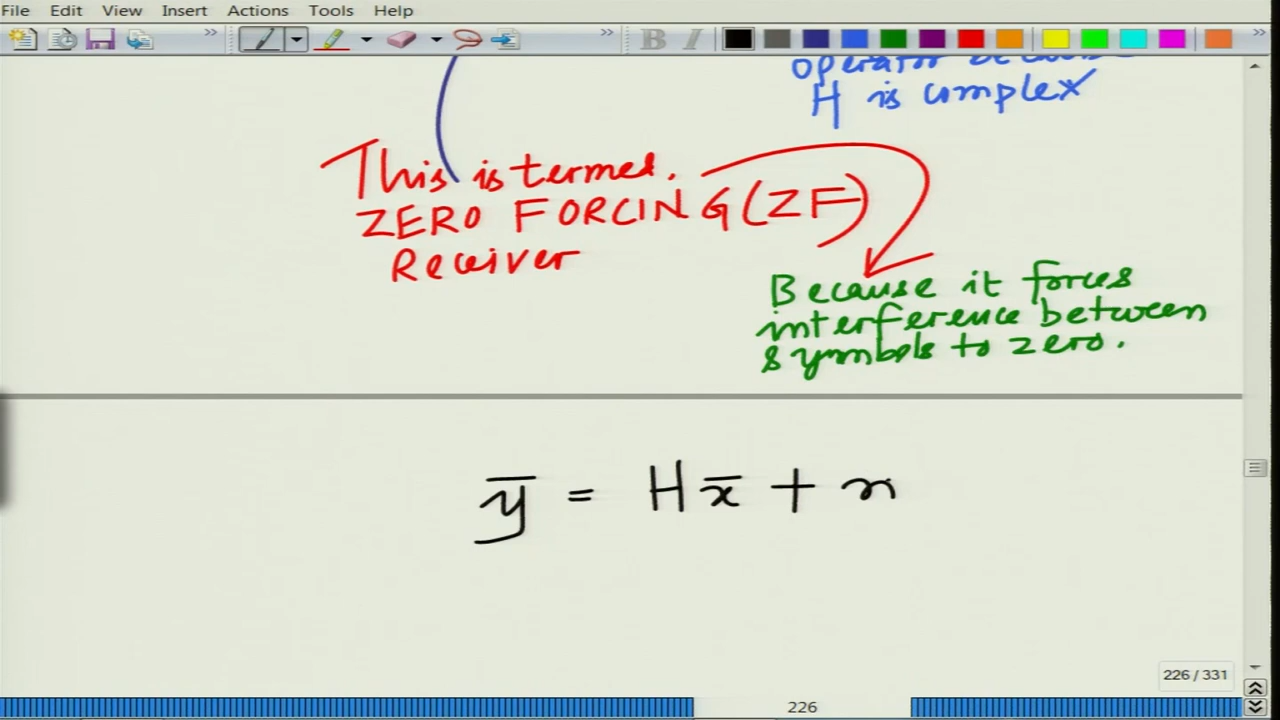 File Edit View Insert Actions Tools Help
B I
operator
H is complex
This is termed.
ZERO FORCING (ZF)
Receiver
Because it forces
interference between
symbols to zero.
y̅ = Hx̅ + n
226 / 331
226